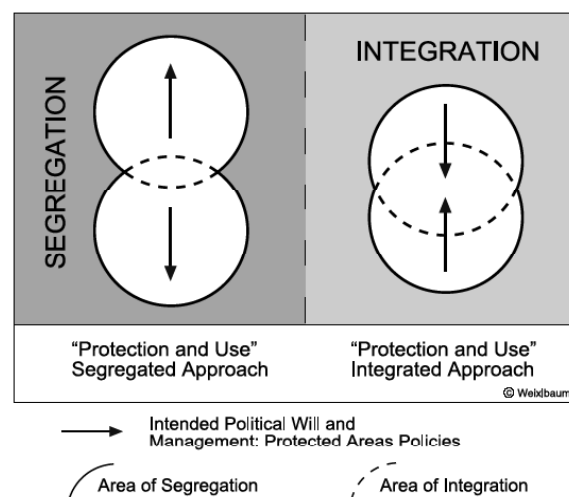 SEGREGATION
INTEGRATION
“Protection and Use”
Segregated Approach
“Protection and Use”
Integrated Approach
© Weixlbaumer
Intended Political Will and
Management: Protected Areas Policies
Area of Segregation
Area of Integration